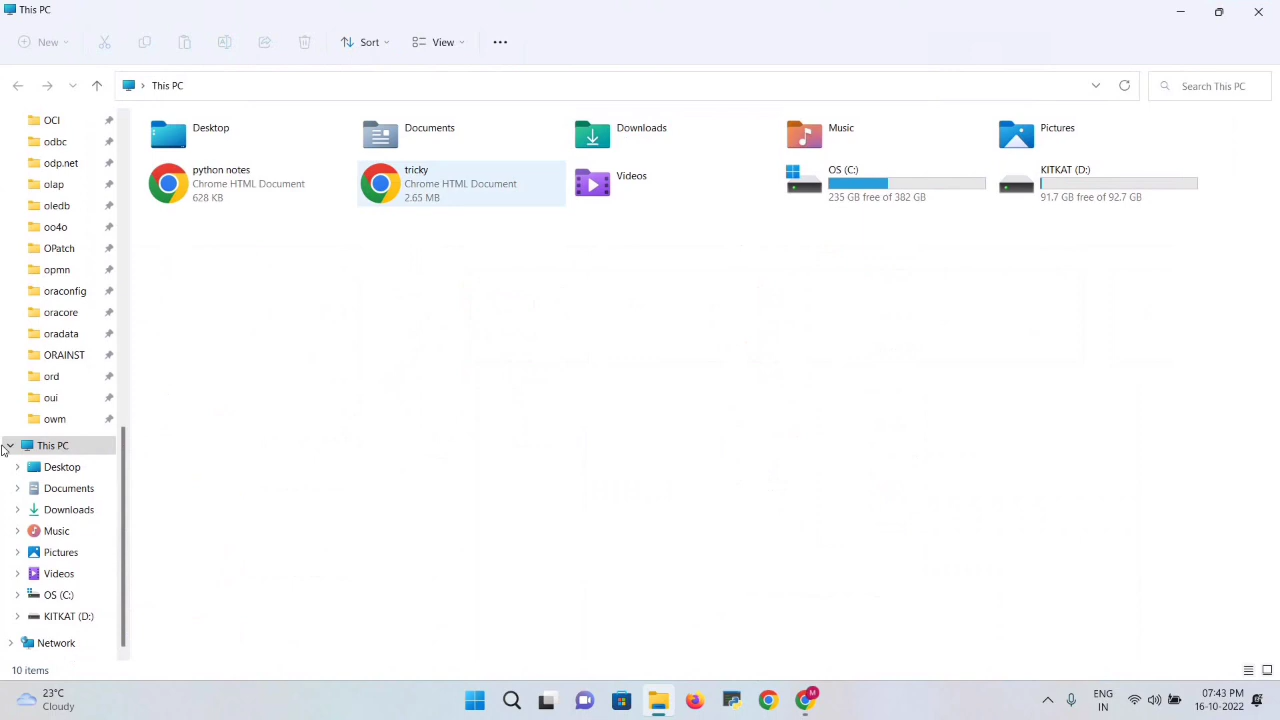 This PC
New
Sort
View
This PC
Search This PC
OCI
odbc
odp.net
olap
oledb
oo4o
OPatch
opmn
oraconfig
oracore
oradata
ORAINST
ord
oui
owm
This PC
Desktop
Documents
Downloads
Music
Pictures
Videos
OS (C:)
KITKAT (D:)
Network
Desktop
Documents
Downloads
Music
Pictures
python notes
Chrome HTML Document
628 KB
tricky
Chrome HTML Document
2.65 MB
Videos
OS (C:)
235 GB free of 382 GB
KITKAT (D:)
91.7 GB free of 92.7 GB
10 items
23°C
Cloudy
M
ENG
IN
07:43 PM
16-10-2022